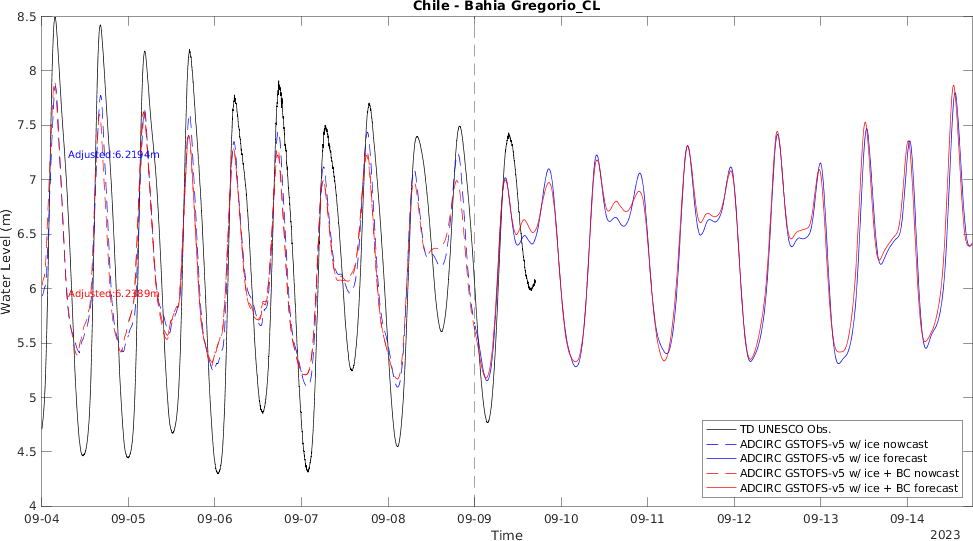 Chile - Bahia Gregorio_CL
8.5
8
7.5
7
6.5
6
5.5
5
4.5
4
Water Level (m)
Adjusted:6.2194m
Adjusted:6.2389m
TD UNESCO Obs.
ADCIRC GSTOFS-v5 w/ ice nowcast
ADCIRC GSTOFS-v5 w/ ice forecast
ADCIRC GSTOFS-v5 w/ ice + BC nowcast
ADCIRC GSTOFS-v5 w/ ice + BC forecast
09-04 09-05 09-06 09-07 09-08 09-09 09-10 09-11 09-12 09-13 09-14
Time
2023